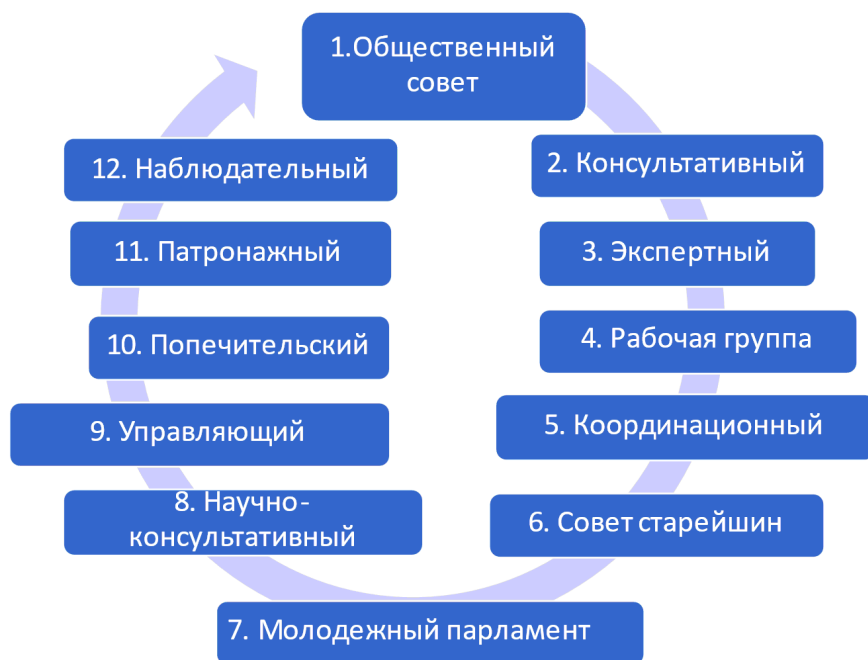 1.Общественный
совет
2. Консультативный
3. Экспертный
4. Рабочая группа
5. Координационный
6. Совет старейшин
7. Молодежный парламент
8. Научно-
консультативный
9. Управляющий
10. Попечительский
11. Патронажный
12. Наблюдательный